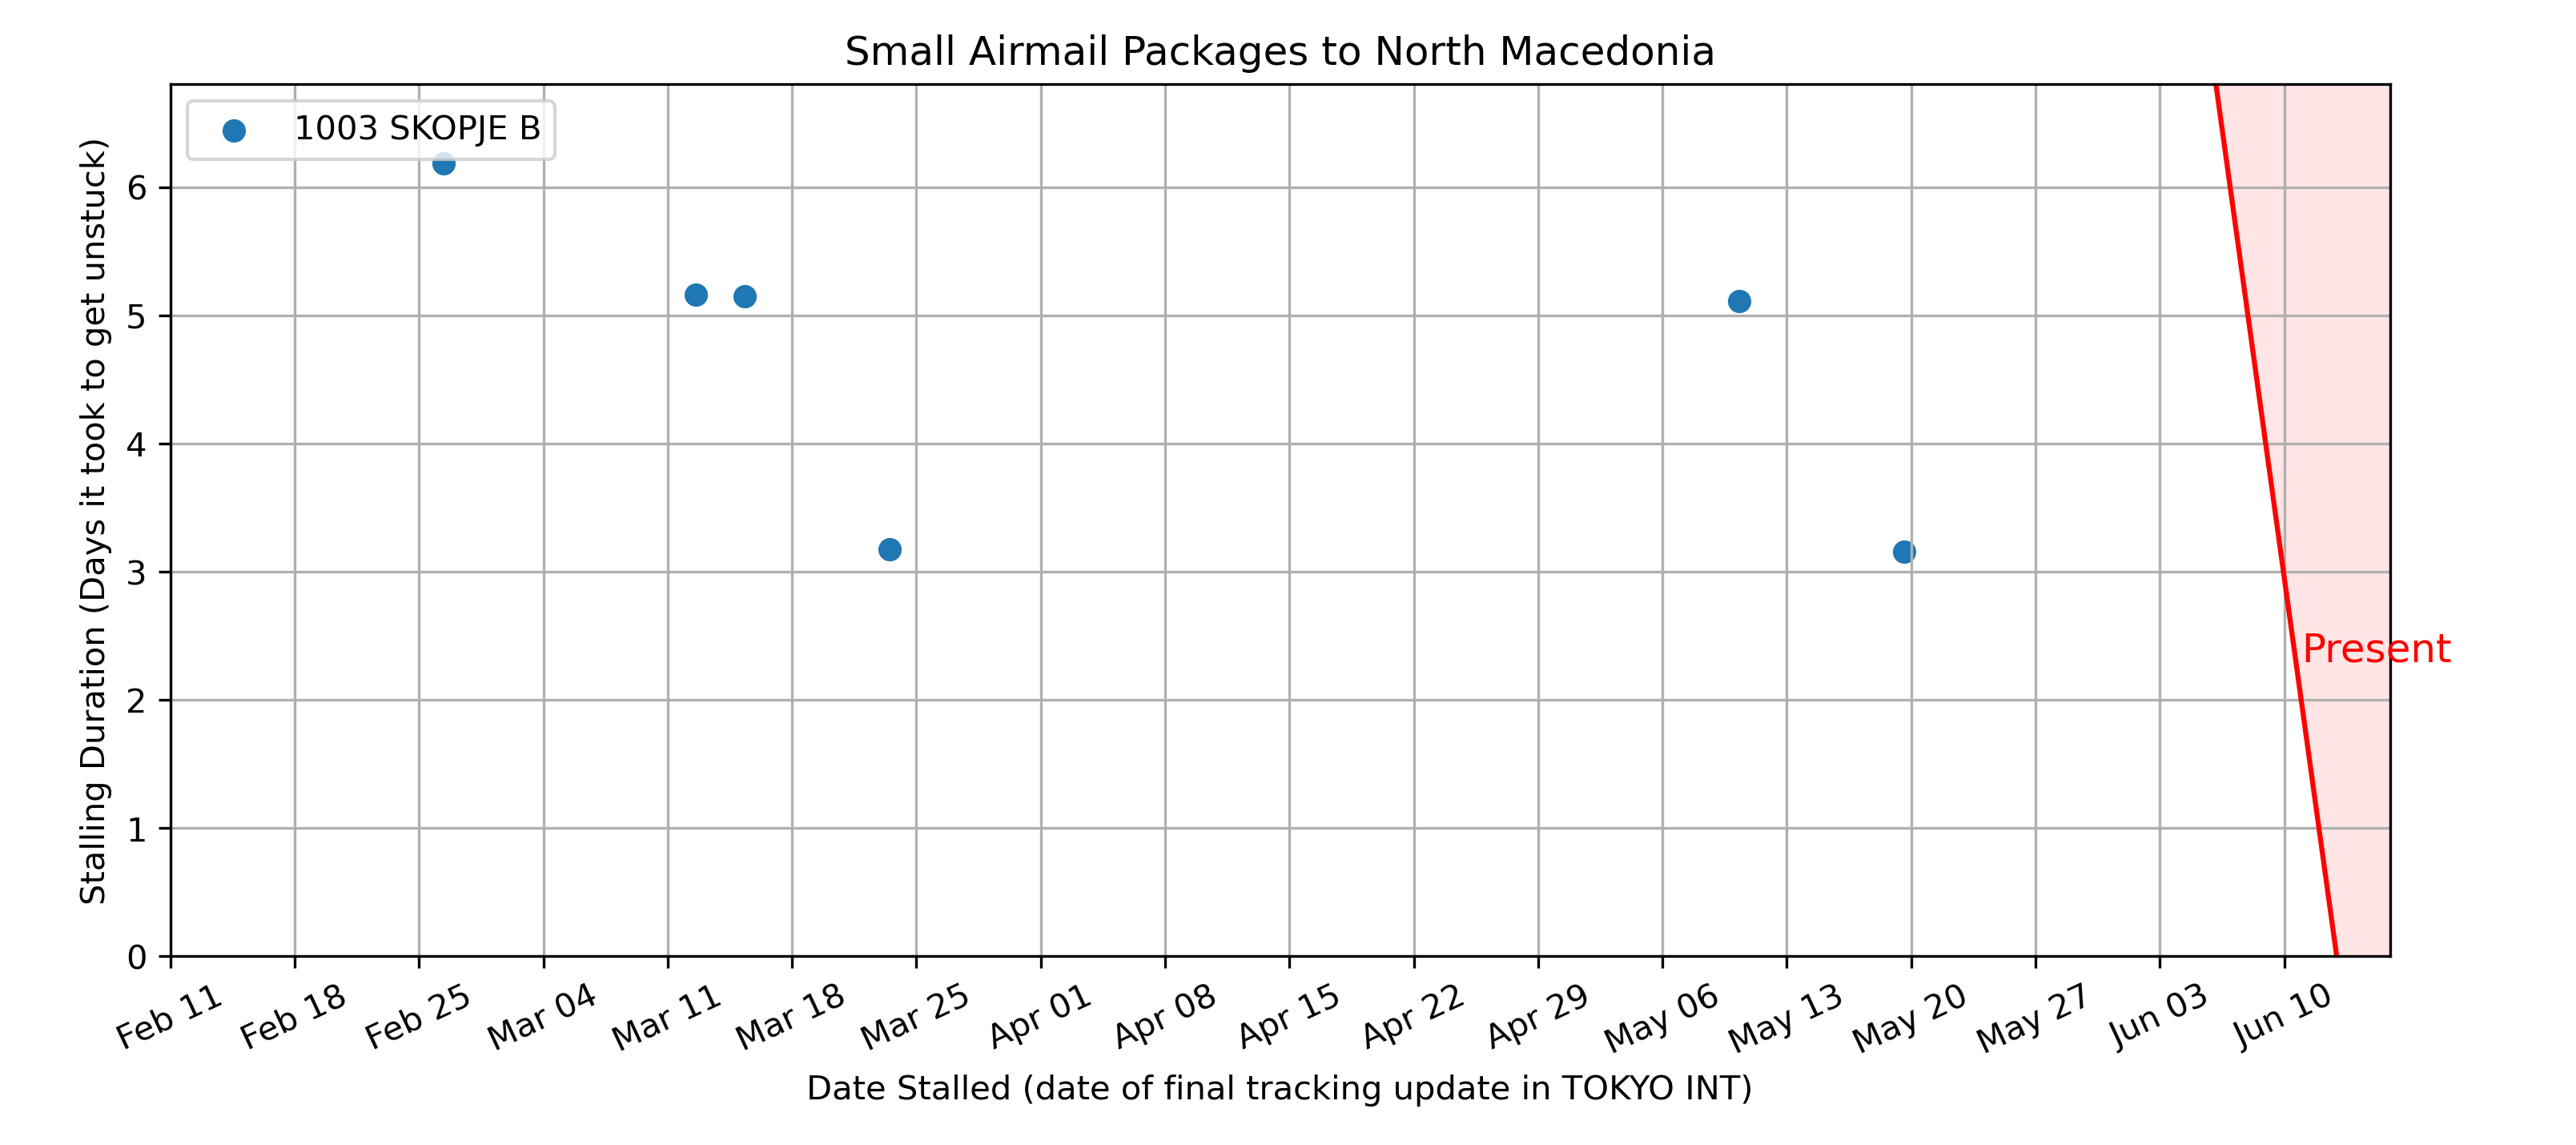 Small Airmail Packages to North Macedonia
1003 SKOPJE B
Stalling Duration (Days it took to get unstuck)
6
5
4
3
2
1
0
Present
Feb 11
Feb 18
Feb 25
Mar 04
Mar 11
Mar 18
Mar 25
Apr 01
Apr 08
Apr 15
Apr 22
Apr 29
May 06
May 13
May 20
May 27
Jun 03
Jun 10
Date Stalled (date of final tracking update in TOKYO INT)